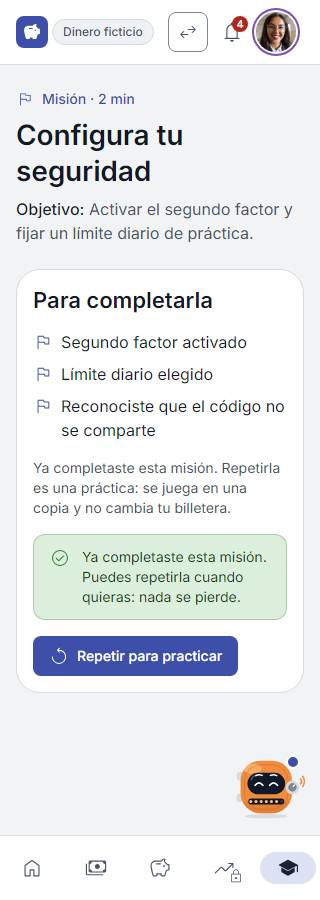 Dinero ficticio
4
Misión · 2 min
Configura tu
seguridad
Objetivo: Activar el segundo factor y
fijar un límite diario de práctica.
Para completarla
Segundo factor activado
Límite diario elegido
Reconociste que el código no
se comparte
Ya completaste esta misión. Repetirla
es una práctica: se juega en una
copia y no cambia tu billetera.
Ya completaste esta misión.
Puedes repetirla cuando
quieras: nada se pierde.
Repetir para practicar